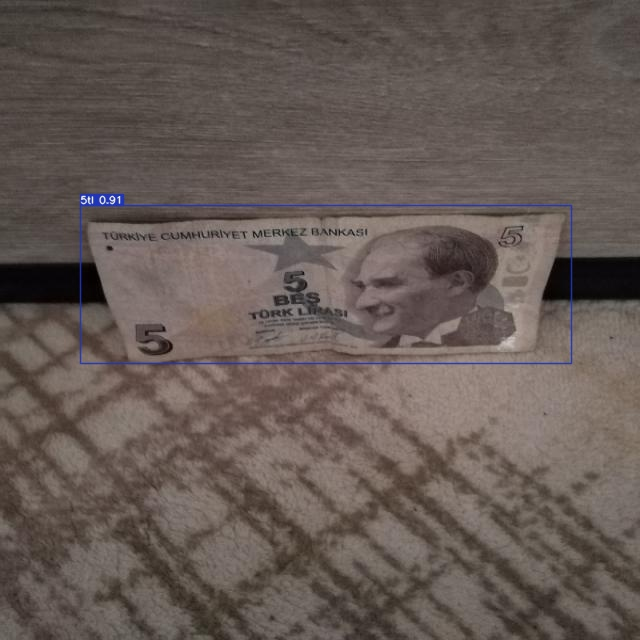 5tl 0.91
TÜRKİYE CUMHURİYET MERKEZ BANKASI
5
5
BEŞ
TÜRK LİRASI
5